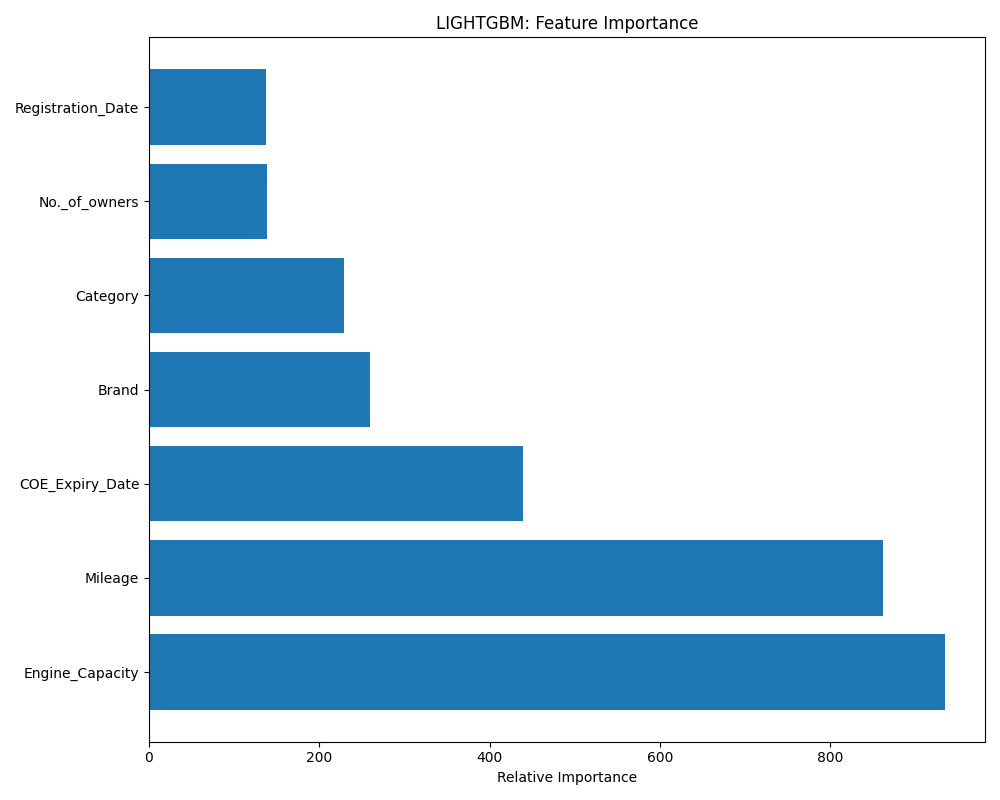 LIGHTGBM: Feature Importance
Registration_Date
No._of_owners
Category
Brand
COE_Expiry_Date
Mileage
Engine_Capacity
0 200 400 600 800
Relative Importance